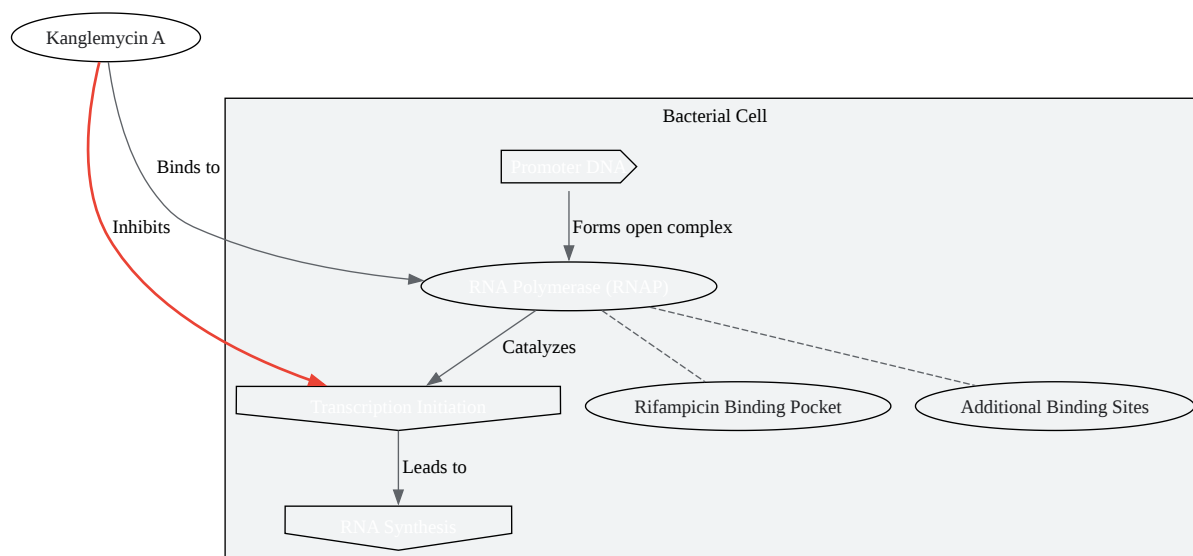 Kanglemycin A
Bacterial Cell
Promoter DNA
Binds to
Inhibits
Forms open complex
RNA Polymerase (RNAP)
Catalyzes
Transcription Initiation
Rifampicin Binding Pocket
Additional Binding Sites
Leads to
RNA Synthesis